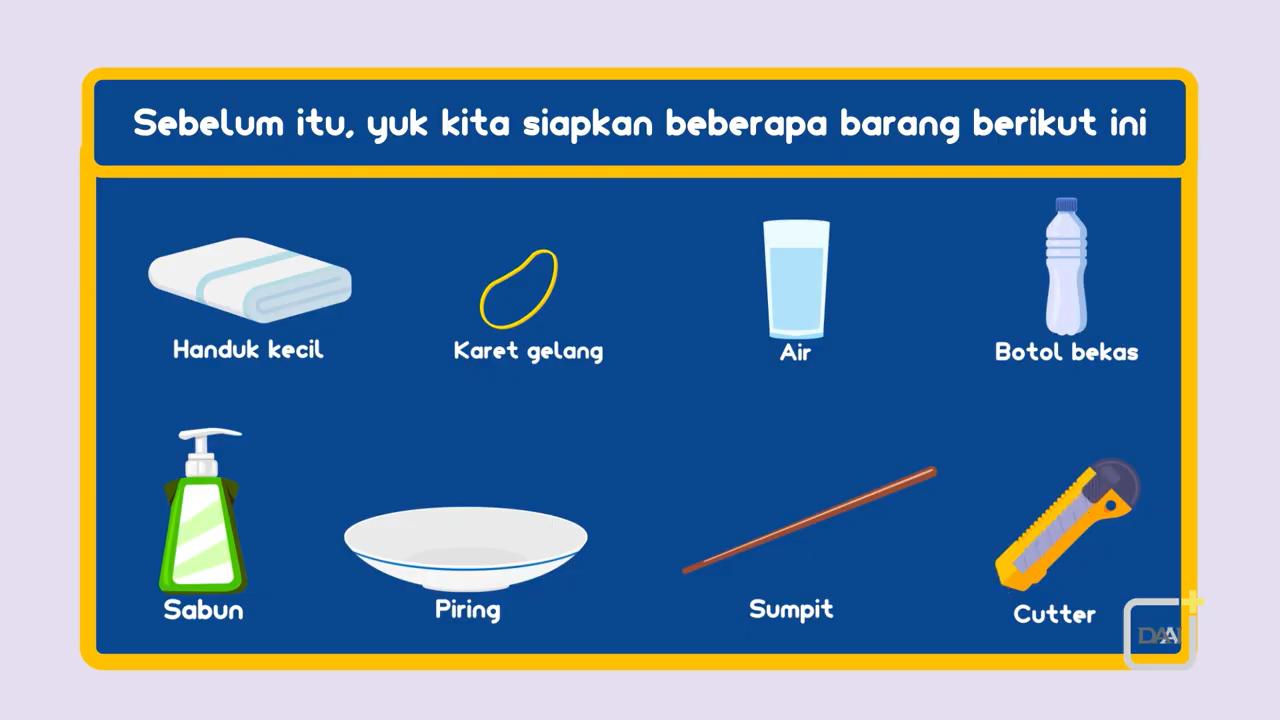 Sebelum itu, yuk kita siapkan beberapa barang berikut ini
Handuk kecil
Karet gelang
Air
Botol bekas
Sabun
Piring
Sumpit
Cutter
DAAI